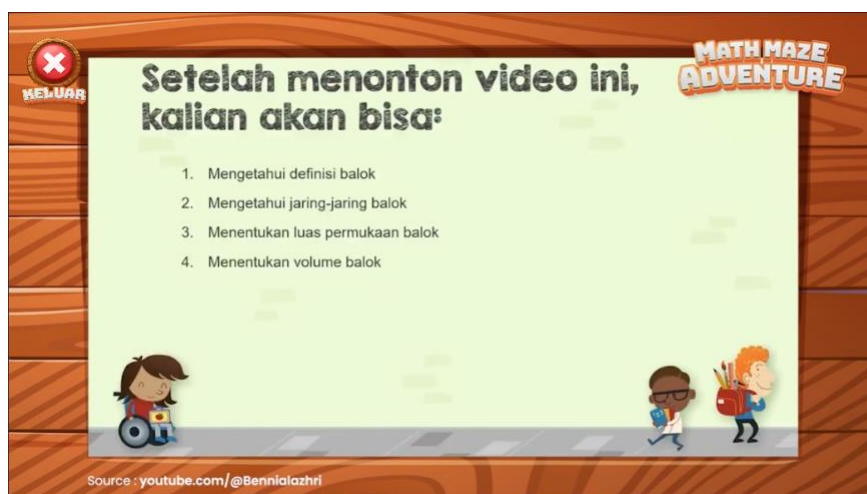 KELUAR
MATH MAZE
ADVENTURE
Setelah menonton video ini,
kalian akan bisa:
1. Mengetahui definisi balok
2. Mengetahui jaring-jaring balok
3. Menentukan luas permukaan balok
4. Menentukan volume balok
Source : youtube.com/@Bennialazhri